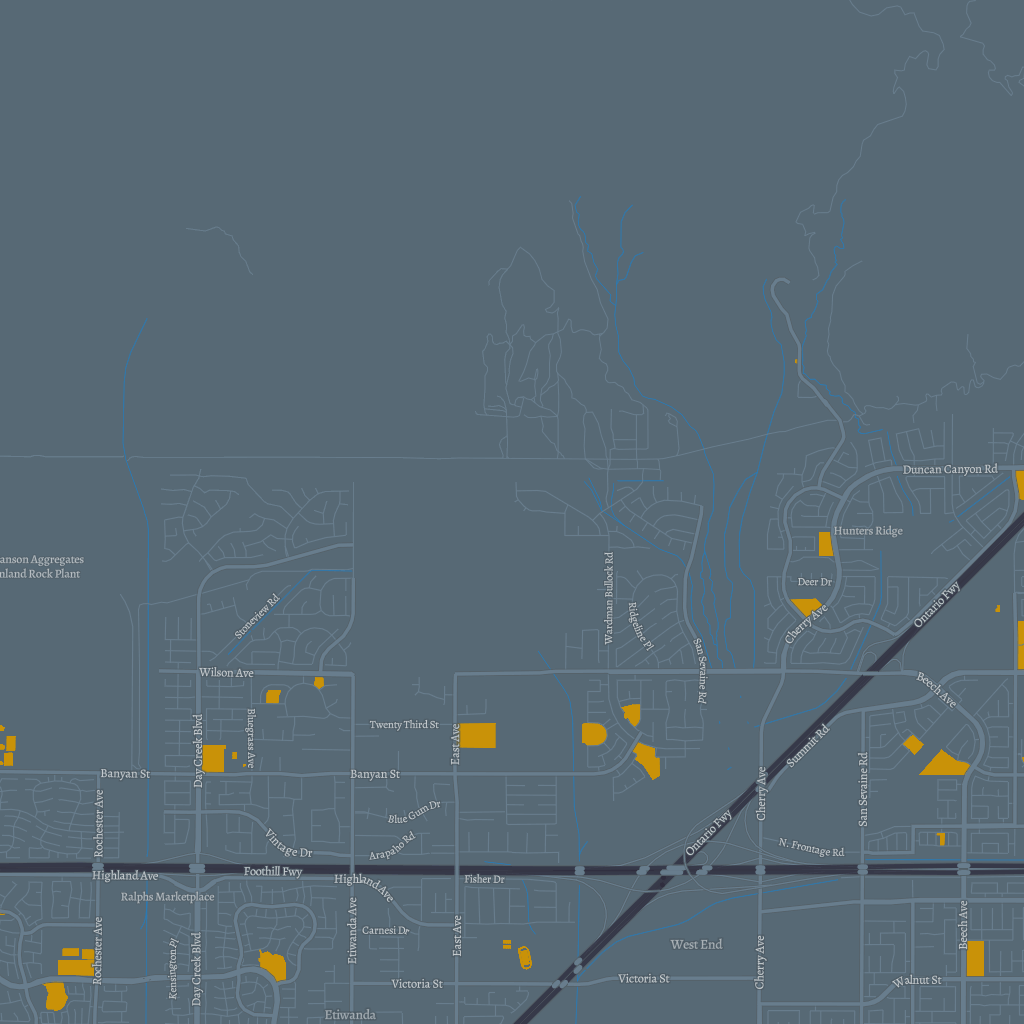 Duncan Canyon Rd
Hunters Ridge
anson Aggregates
nland Rock Plant
Deer Dr
Wardman Bullock Rd
Ontario Fwy
Stoneview Rd
Ridgeline Pl
Cherry Ave
San Sevaine Rd
Wilson Ave
Beech Ave
Twenty Third St
Bluegrass Ave
Day Creek Blvd
East Ave
Summit Rd
Banyan St
Banyan St
San Sevaine Rd
Cherry Ave
Rochester Ave
Blue Gum Dr
Ontario Fwy
Vintage Dr
Arapaho Rd
N. Frontage Rd
Highland Ave
Foothill Fwy
Highland Ave
Fisher Dr
Ralphs Marketplace
Etiwanda Ave
Carnesi Dr
East Ave
West End
Beech Ave
Rochester Ave
Kensington Pl
Day Creek Blvd
Cherry Ave
Victoria St
Victoria St
Walnut St
Etiwanda